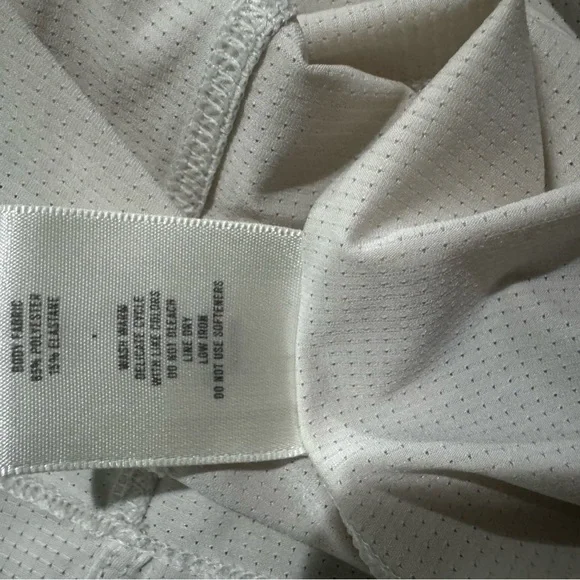 BODY FABRIC
85% POLYESTER
15% ELASTANE
WASH WARM
DELICATE CYCLE
WITH LIKE COLORS
DO NOT BLEACH
LIKE DRY
LOW IRON
DO NOT USE SOFTENERS